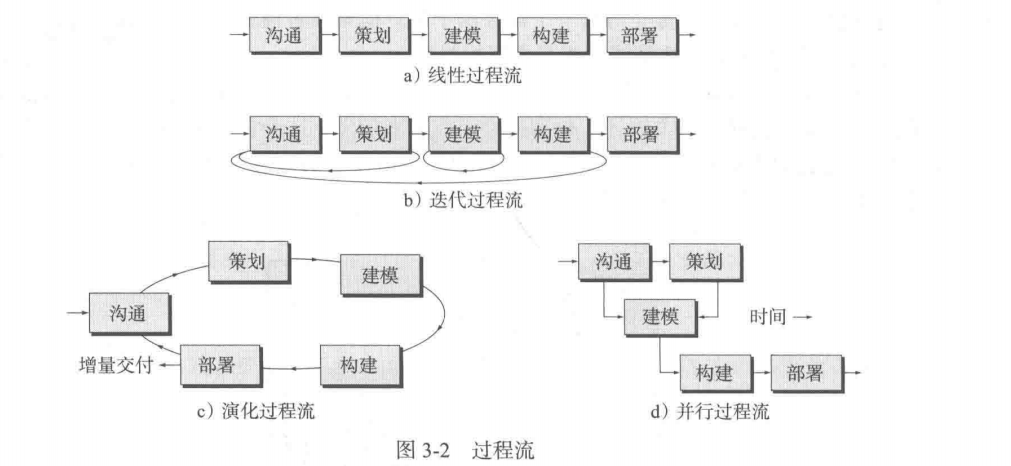 沟通 策划 建模 构建 部署
a）线性过程流
沟通 策划 建模 构建 部署
b）迭代过程流
策划
建模
沟通
增量交付
部署
构建
c）演化过程流
沟通 策划
建模
时间
构建 部署
d）并行过程流
图 3-2 过程流